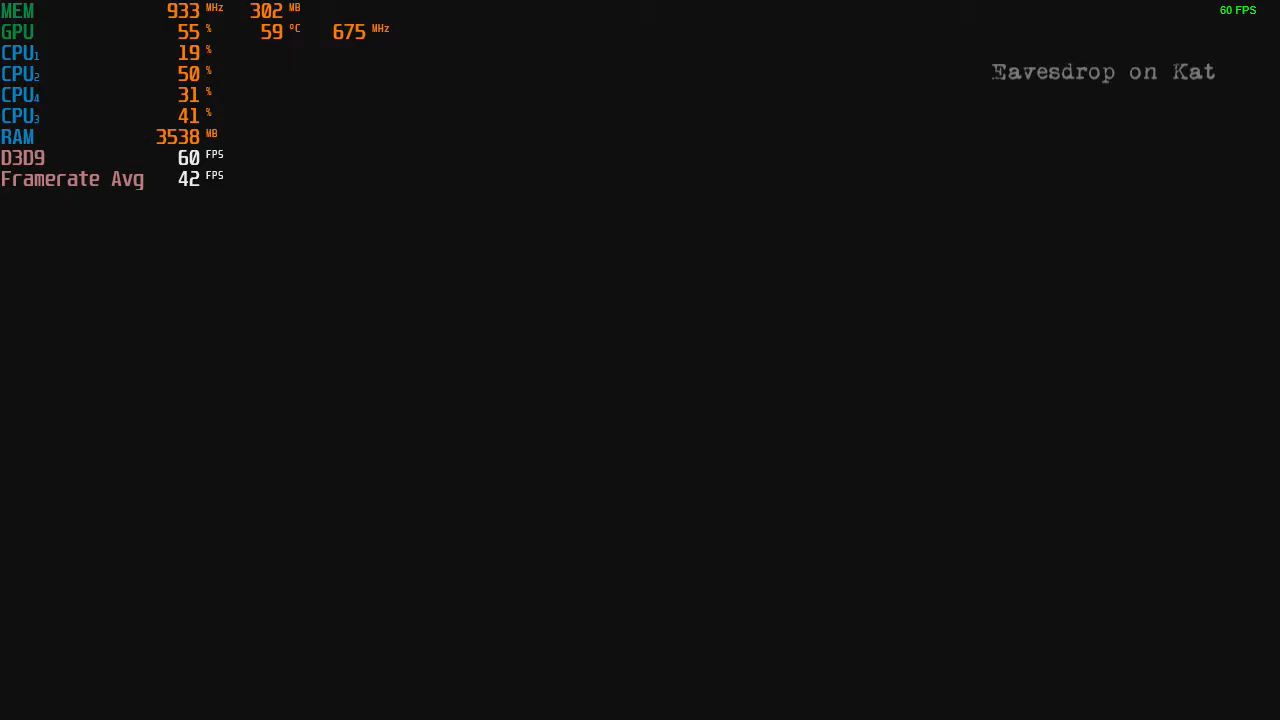 MEM 933 MHz 302 MB
60 FPS
GPU 55 % 59 °C 675 MHz
CPU1 19 %
Eavesdrop on Kat
CPU2 50 %
CPU4 31 %
CPU3 41 %
RAM 3538 MB
D3D9 60 FPS
Framerate Avg 42 FPS